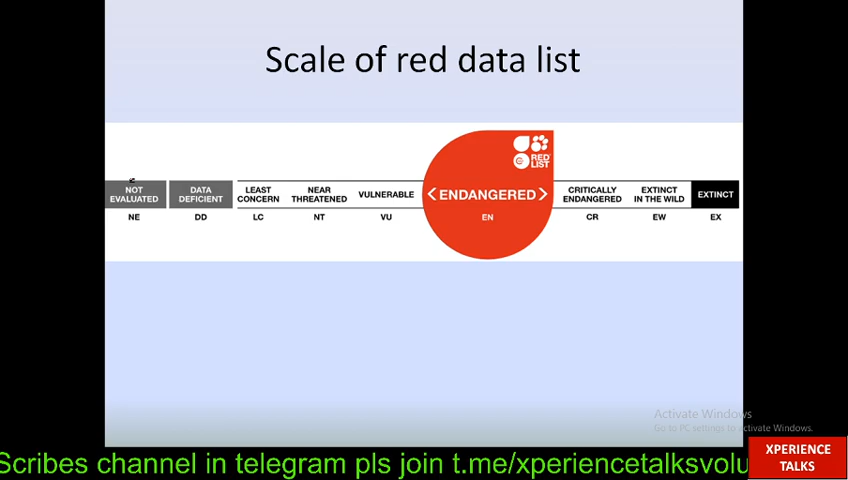 Scale of red data list
RED
LIST
NOT
EVALUATED
DATA
DEFICIENT
LEAST
CONCERN
NEAR
THREATENED
VULNERABLE
<ENDANGERED>
CRITICALLY
ENDANGERED
EXTINCT
IN THE WILD
EXTINCT
NE
DD
LC
NT
VU
EN
CR
EW
EX
Activate Windows
Go to PC settings to activate Windows.
Scribes channel in telegram pls join t.me/xperiencetalksvolu
XPERIENCE
TALKS